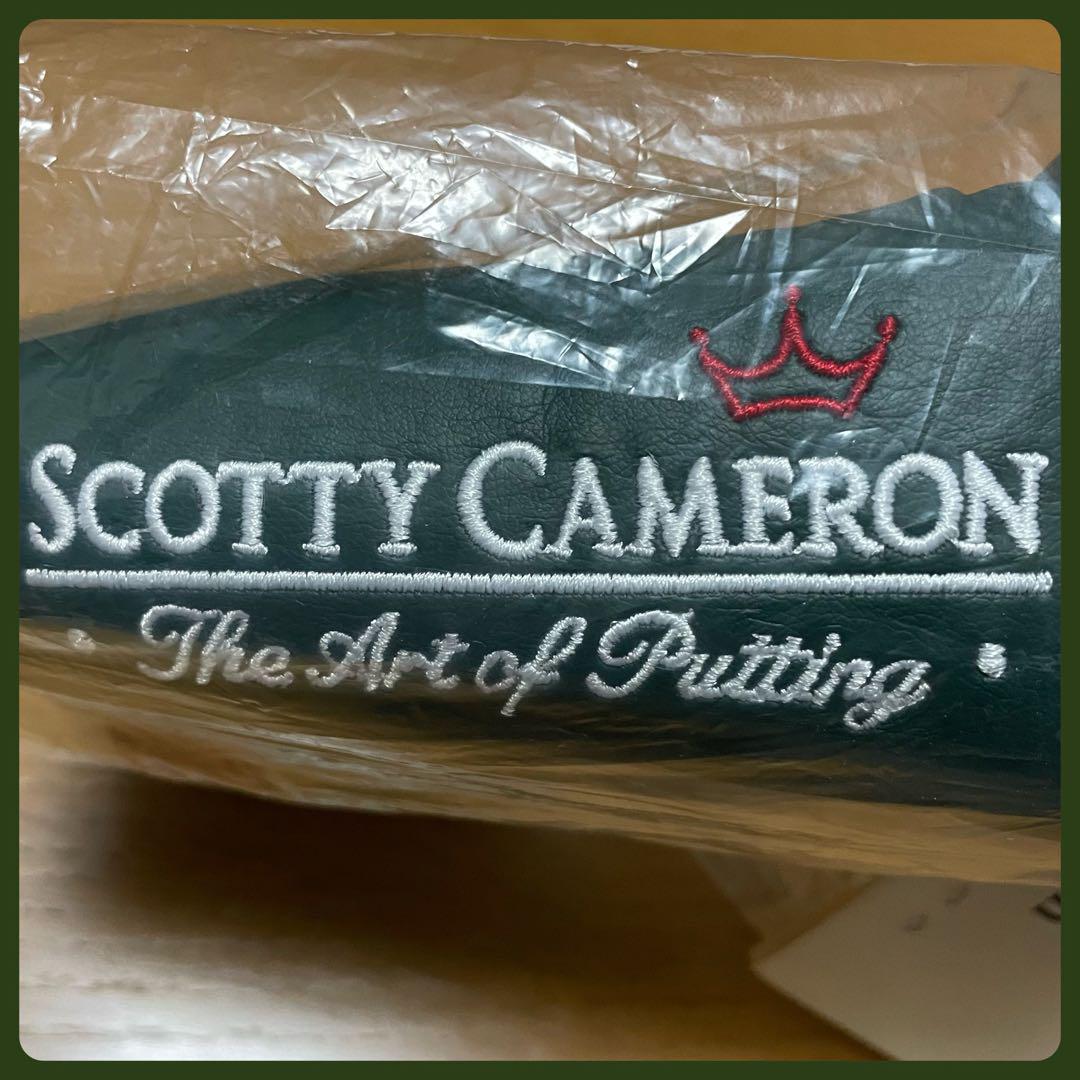 SCOTTY CAMERON
· The Art of Putting ·